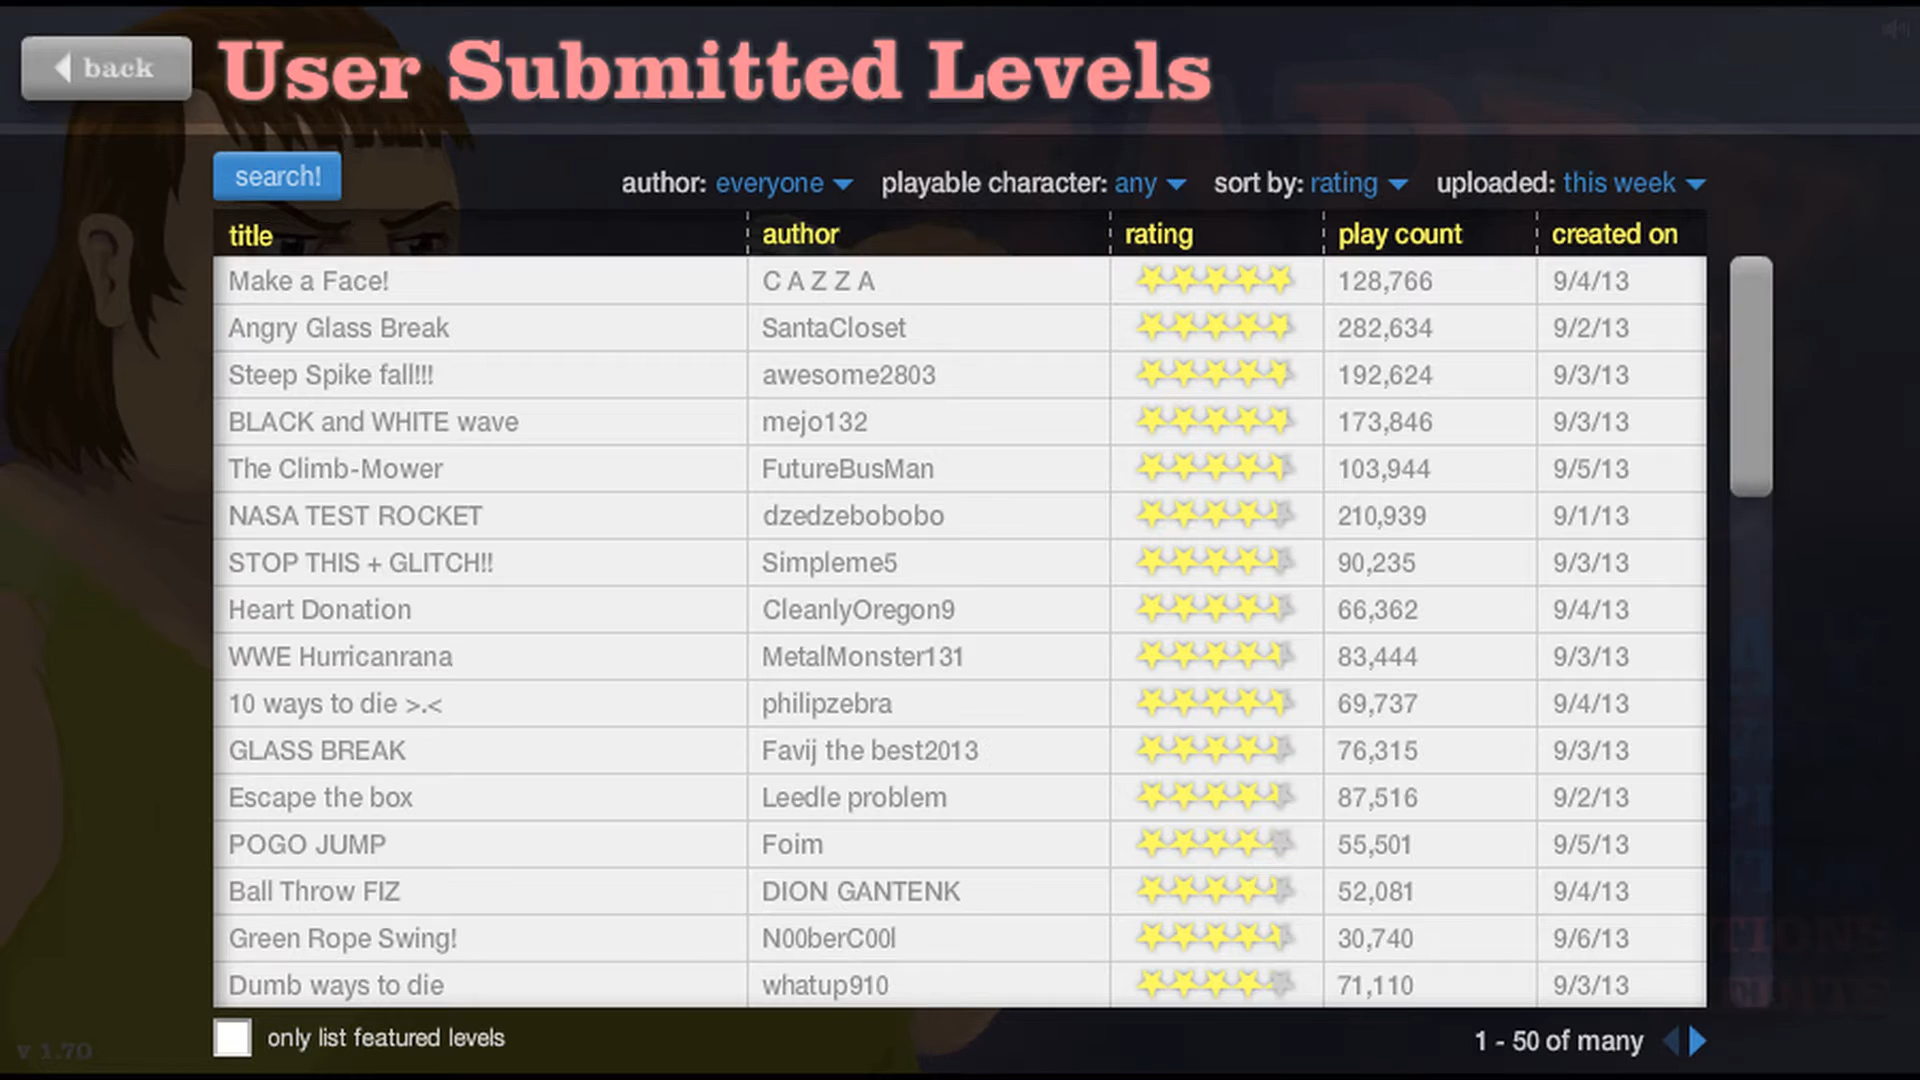 back
User Submitted Levels
search!
author: everyone playable character: any sort by: rating uploaded: this week
title author rating play count created on
Make a Face! C A Z Z A 128,766 9/4/13
Angry Glass Break SantaCloset 282,634 9/2/13
Steep Spike fall!!! awesome2803 192,624 9/3/13
BLACK and WHITE wave mejo132 173,846 9/3/13
The Climb-Mower FutureBusMan 103,944 9/5/13
NASA TEST ROCKET dzedzebobobo 210,939 9/1/13
STOP THIS + GLITCH!! Simpleme5 90,235 9/3/13
Heart Donation CleanlyOregon9 66,362 9/4/13
WWE Hurricanrana MetalMonster131 83,444 9/3/13
10 ways to die >.< philipzebra 69,737 9/4/13
GLASS BREAK Favij the best2013 76,315 9/3/13
Escape the box Leedle problem 87,516 9/2/13
POGO JUMP Foim 55,501 9/5/13
Ball Throw FIZ DION GANTENK 52,081 9/4/13
Green Rope Swing! N00berC00l 30,740 9/6/13
Dumb ways to die whatup910 71,110 9/3/13
only list featured levels
1 - 50 of many
v 1.70